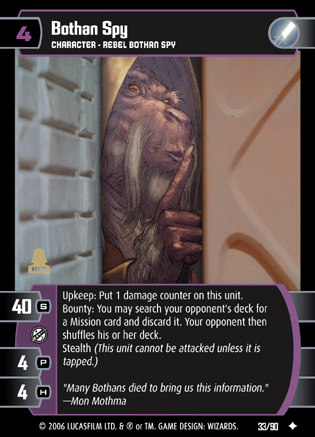 4 Bothan Spy
CHARACTER • REBEL BOTHAN SPY
40 S
4 P
4 H
Upkeep: Put 1 damage counter on this unit.
Bounty: You may search your opponent's deck for
a Mission card and discard it. Your opponent then
shuffles his or her deck.
Stealth (This unit cannot be attacked unless it is
tapped.)
"Many Bothans died to bring us this information."
—Mon Mothma
© 2006 LUCASFILM LTD. & ® or TM. GAME DESIGN: WIZARDS. 33/90